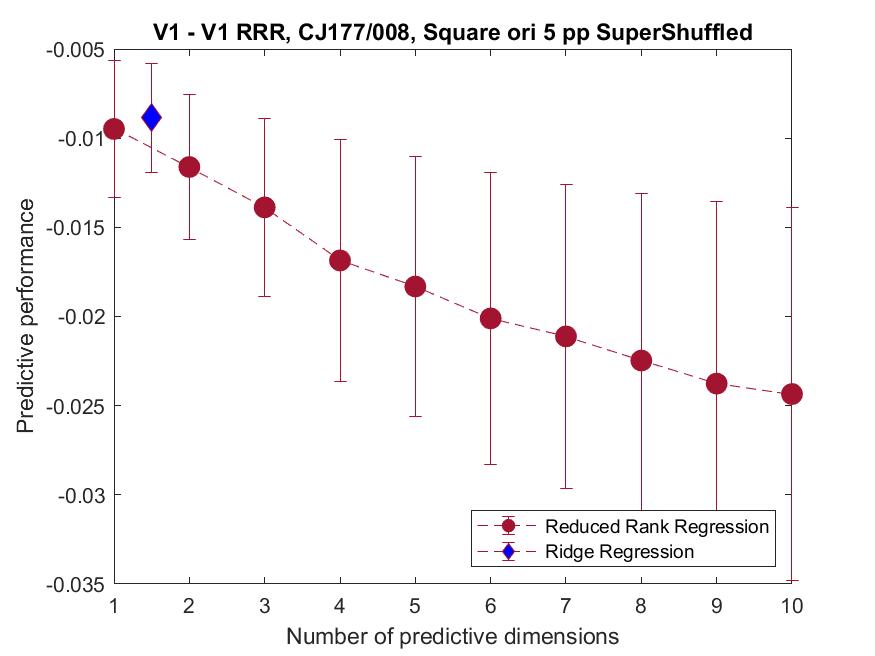 V1 - V1 RRR, CJ177/008, Square ori 5 pp SuperShuffled
-0.005
-0.01
-0.015
-0.02
-0.025
-0.03
-0.035
Predictive performance
Reduced Rank Regression
Ridge Regression
1 2 3 4 5 6 7 8 9 10
Number of predictive dimensions